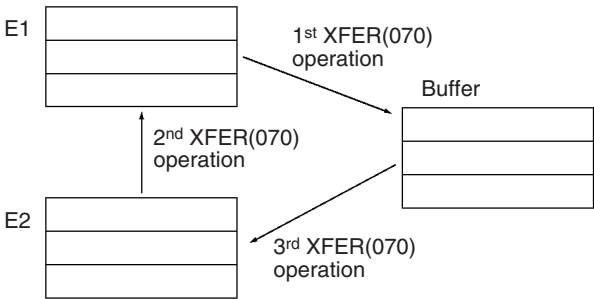 E1
1st XFER(070)
operation
Buffer
2nd XFER(070)
operation
E2
3rd XFER(070)
operation